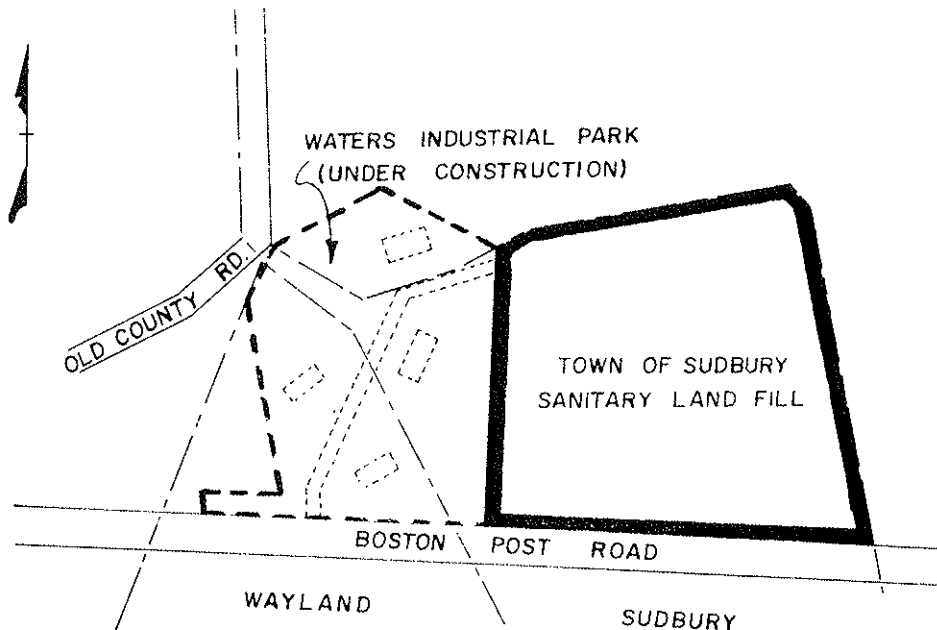 WATERS INDUSTRIAL PARK
(UNDER CONSTRUCTION)
OLD COUNTY RD.
TOWN OF SUDBURY
SANITARY LAND FILL
BOSTON POST ROAD
WAYLAND
SUDBURY